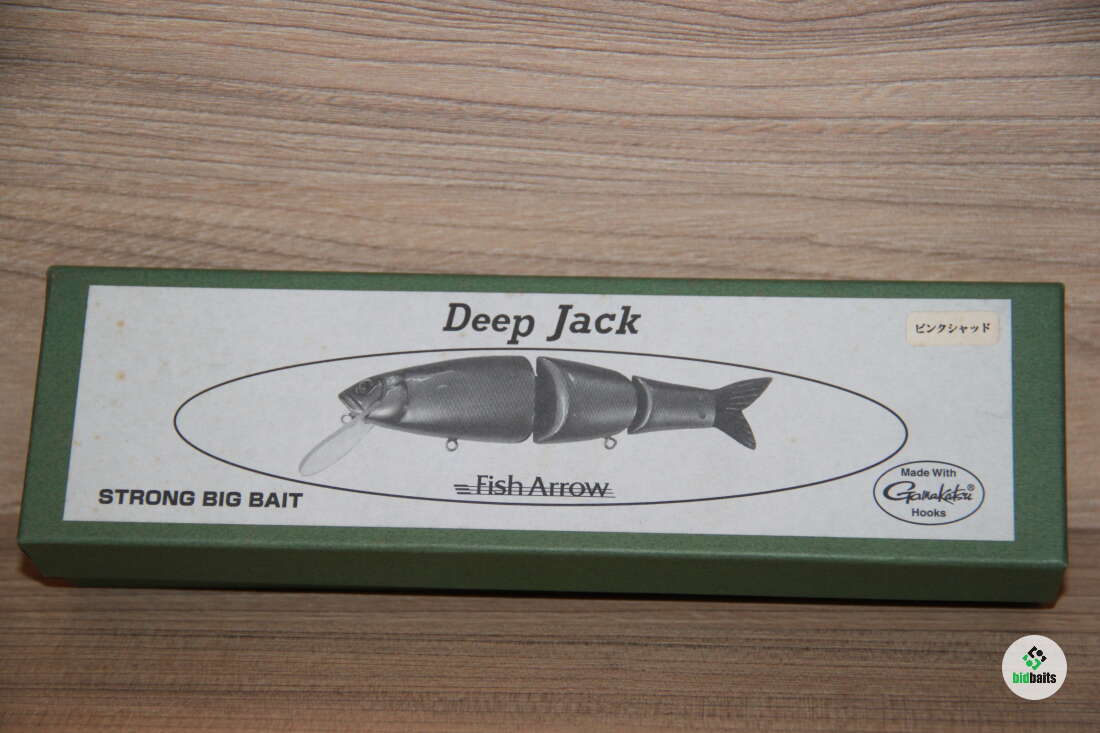 Deep Jack
ピンクシャッド
Fish Arrow
STRONG BIG BAIT
Made With
Gamakatsu®
Hooks
bidbaits